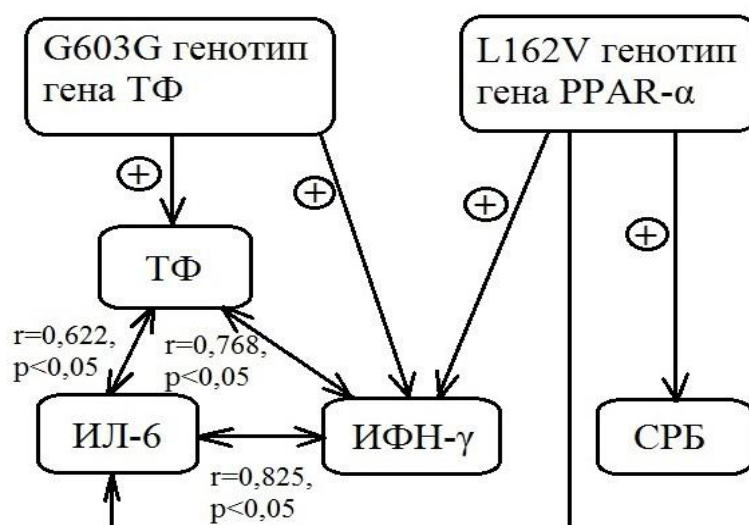 G603G генотип
гена ТФ
L162V генотип
гена PPAR-α
+
+
+
+
ТФ
r=0,622,
p<0,05
r=0,768,
p<0,05
ИЛ-6
ИФН-γ
СРБ
r=0,825,
p<0,05